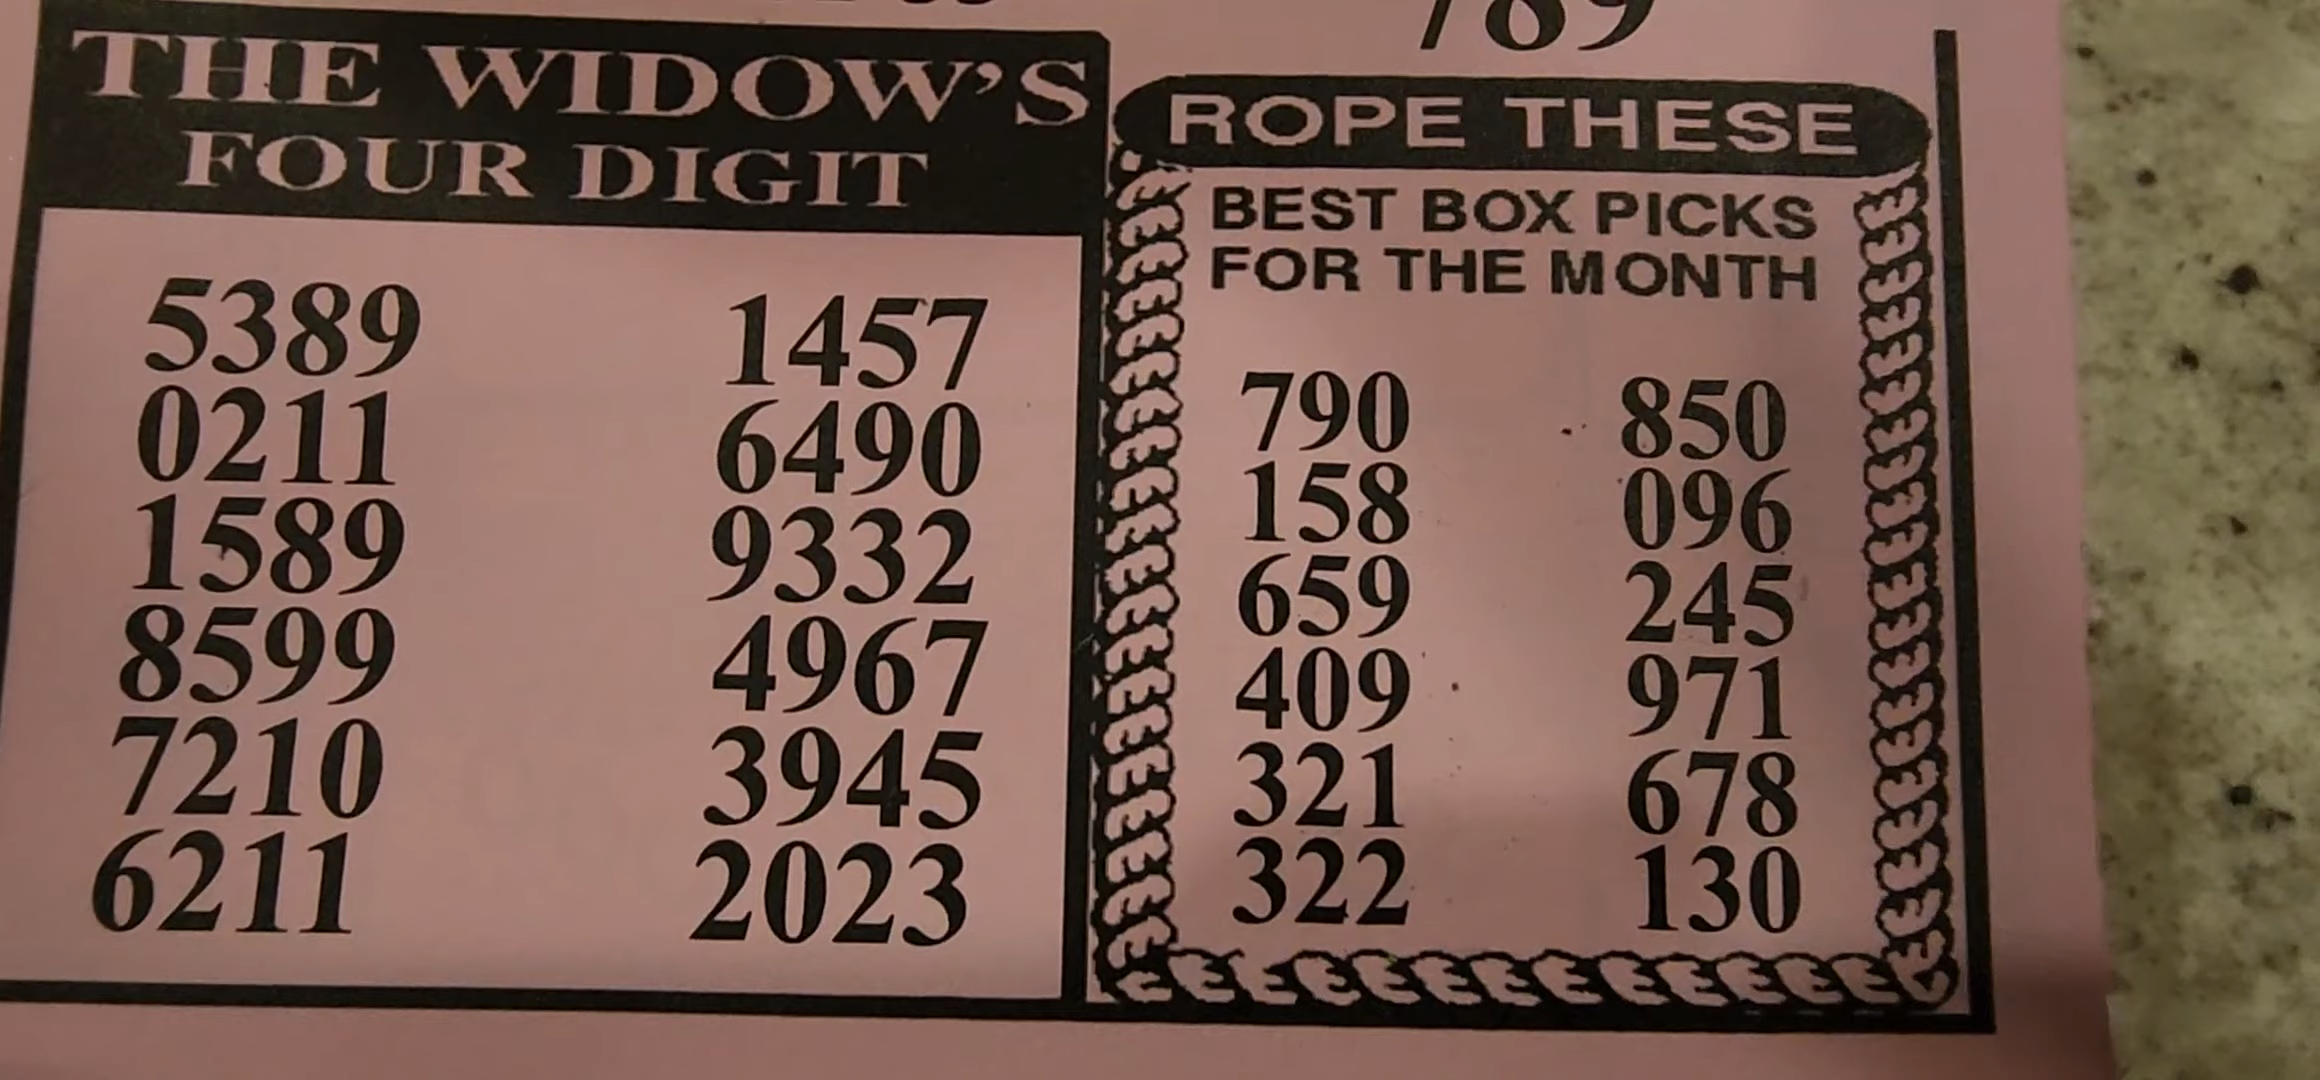 789
THE WIDOW'S
FOUR DIGIT
5389 1457
0211 6490
1589 9332
8599 4967
7210 3945
6211 2023
ROPE THESE
BEST BOX PICKS
FOR THE MONTH
790 850
158 096
659 245
409 971
321 678
322 130